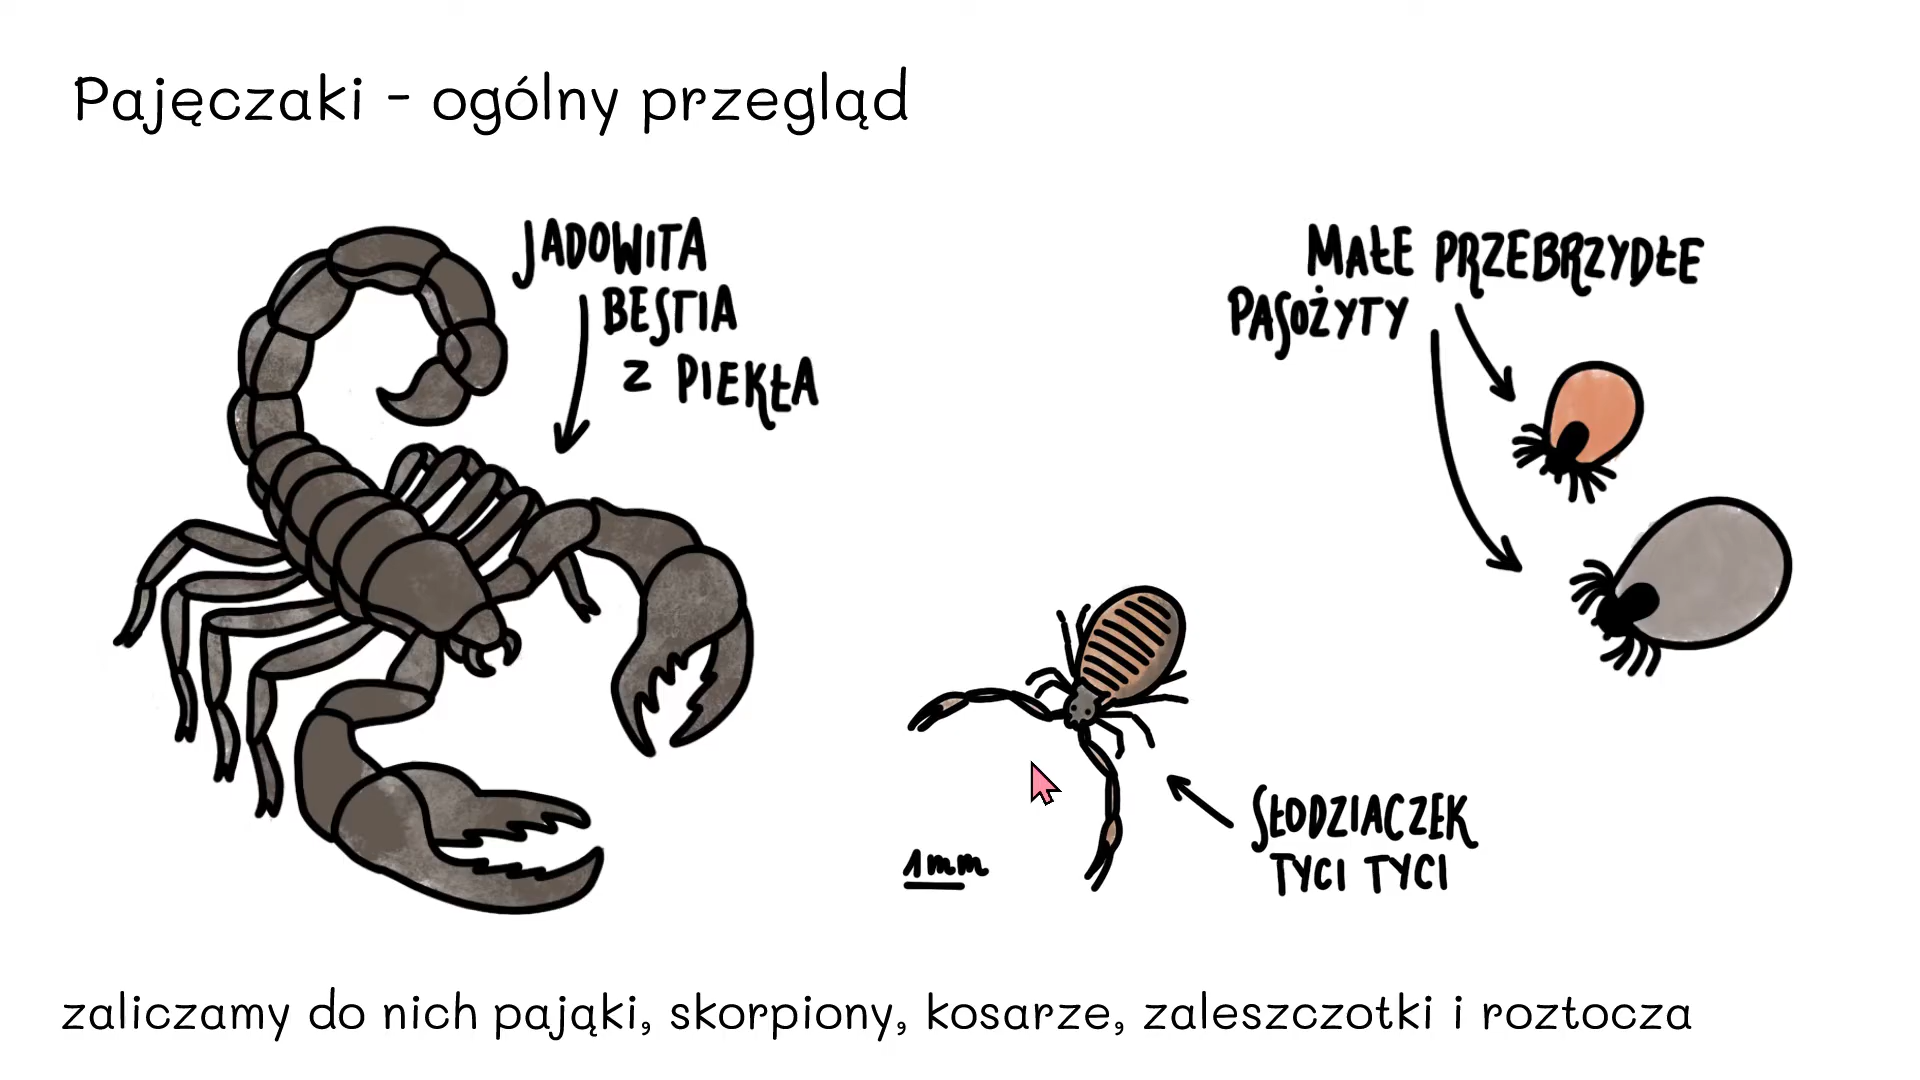 Pajęczaki - ogólny przegląd
JADOWITA
BESTIA
Z PIEKŁA
MAŁE PRZEBRZYDŁE
PASOŻYTY
1mm
SŁODZIACZEK
TYCI TYCI
zaliczamy do nich pająki, skorpiony, kosarze, zaleszczotki i roztocza